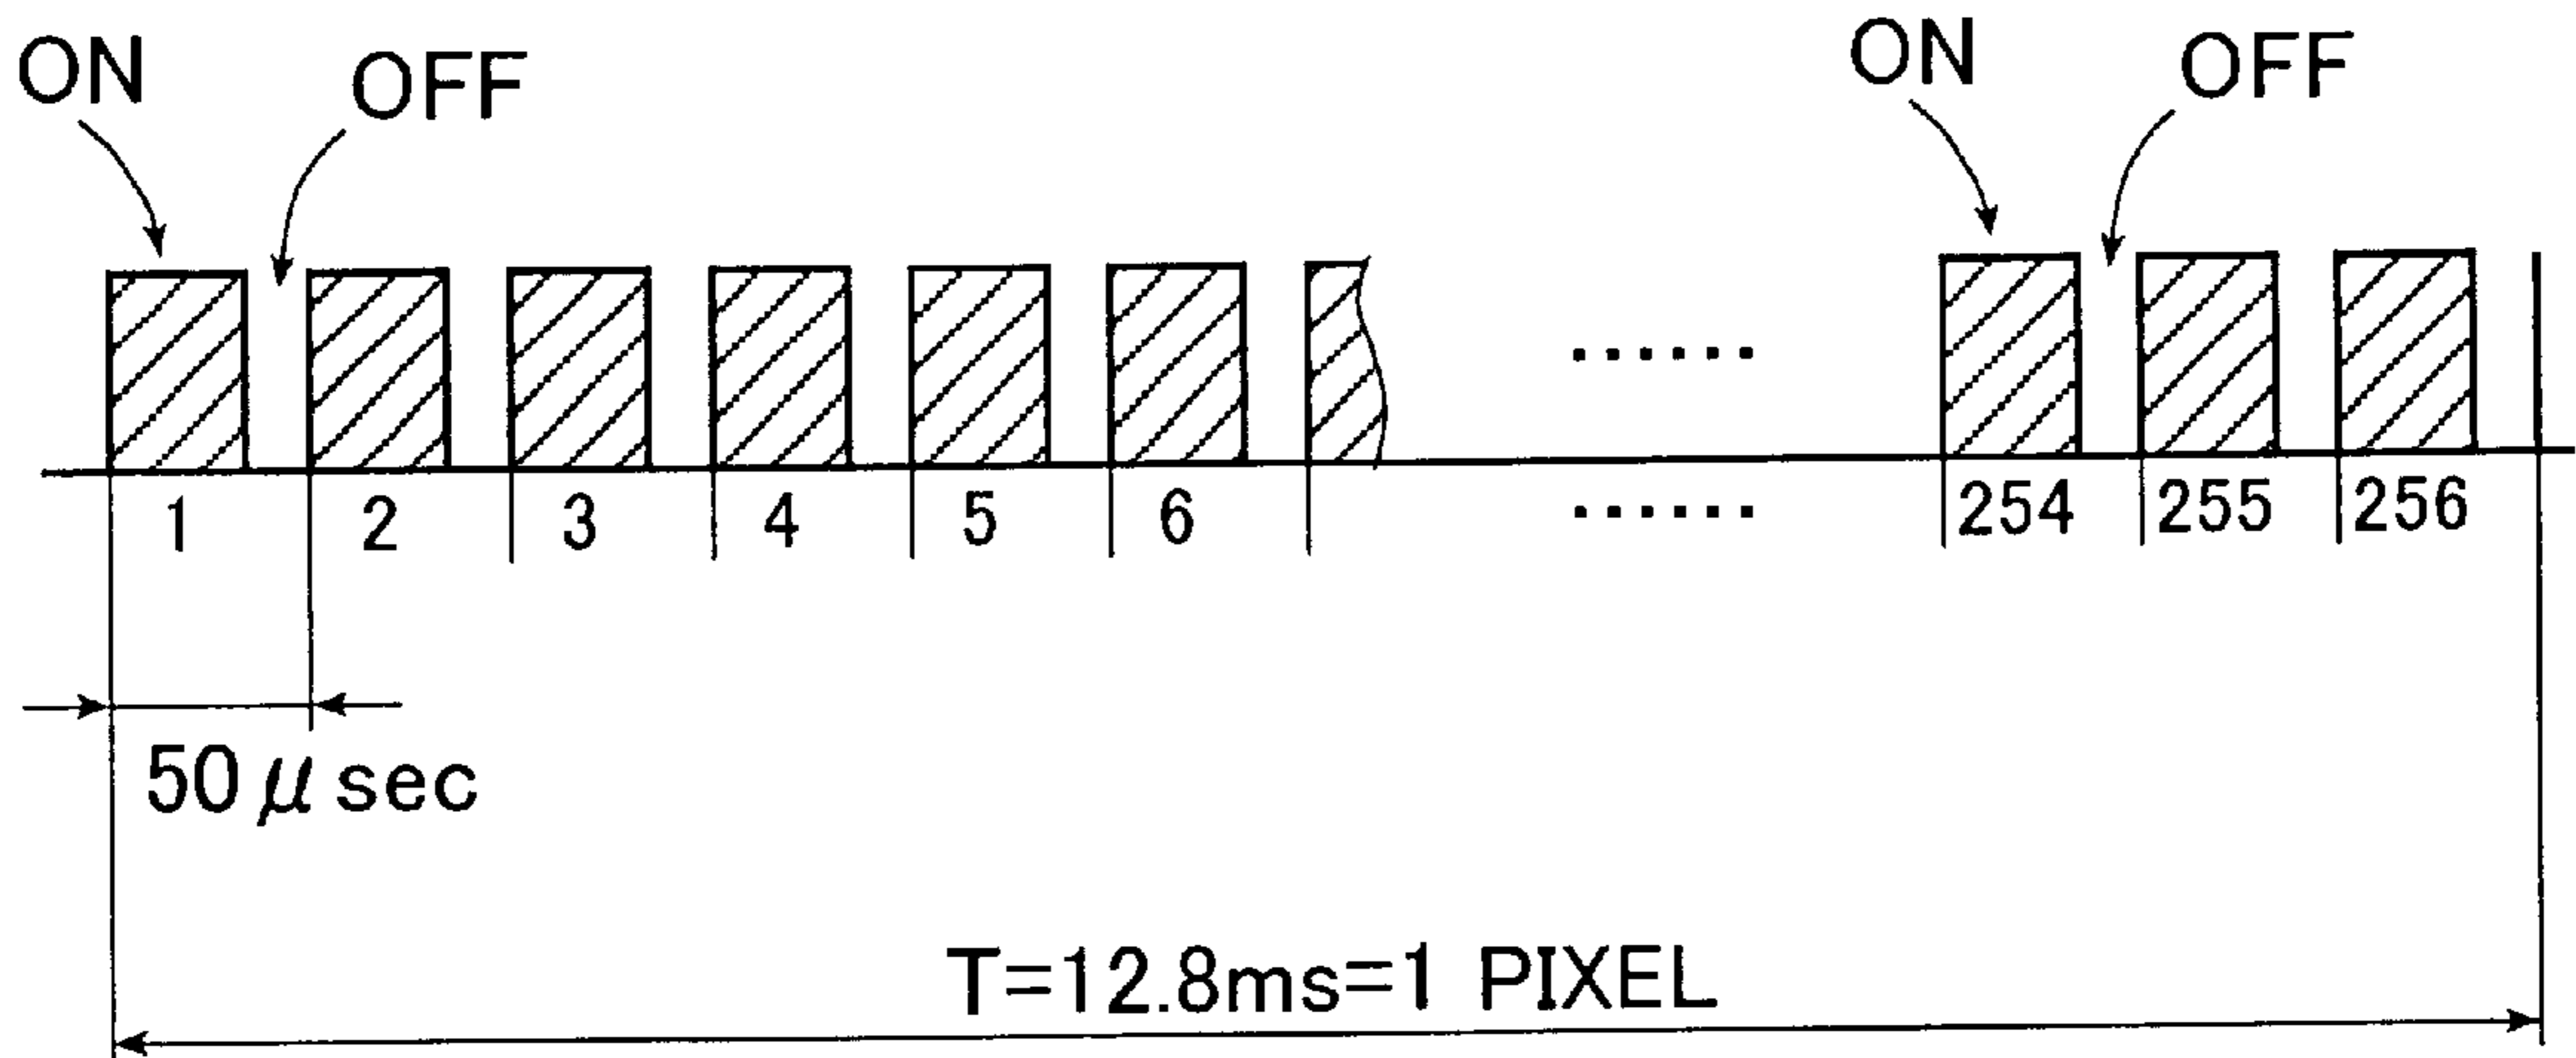 ON OFF ON OFF
······
1 2 3 4 5 6 ······ 254 255 256
50 μ sec
T=12.8ms=1 PIXEL